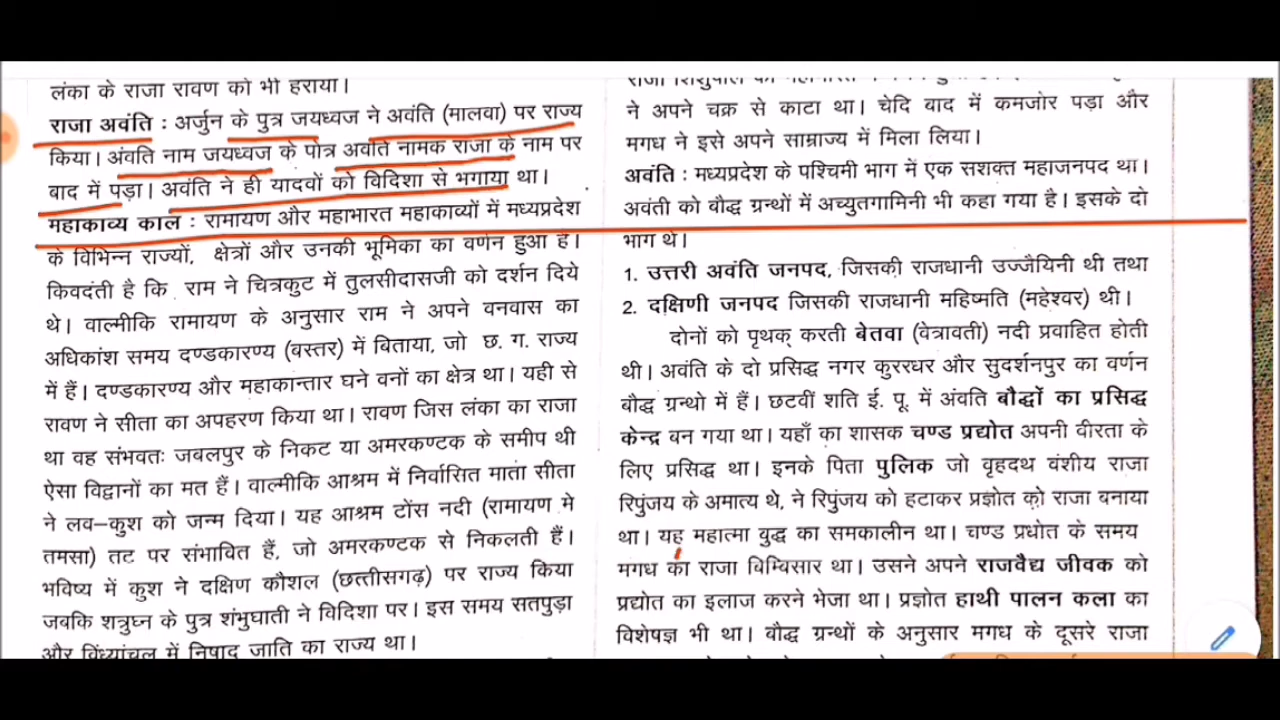 लंका के राजा रावण को भी हराया।
राजा अवंति : अर्जुन के पुत्र जयध्वज ने अवंति (मालवा) पर राज्य
किया। अंवति नाम जयध्वज के पोत्र अवंति नामक राजा के नाम पर
बाद में पड़ा। अवंति ने ही यादवों को विदिशा से भगाया था।
महाकाव्य काल : रामायण और महाभारत महाकाव्यों में मध्यप्रदेश
के विभिन्न राज्यों, क्षेत्रों और उनकी भूमिका का वर्णन हुआ है।
किवदंती है कि राम ने चित्रकुट में तुलसीदासजी को दर्शन दिये
थे। वाल्मीकि रामायण के अनुसार राम ने अपने वनवास का
अधिकांश समय दण्डकारण्य (बस्तर) में बिताया, जो छ. ग. राज्य
में हैं। दण्डकारण्य और महाकान्तार घने वनों का क्षेत्र था। यही से
रावण ने सीता का अपहरण किया था। रावण जिस लंका का राजा
था वह संभवतः जबलपुर के निकट या अमरकण्टक के समीप थी
ऐसा विद्वानों का मत हैं। वाल्मीकि आश्रम में निर्वासित माता सीता
ने लव–कुश को जन्म दिया। यह आश्रम टोंस नदी (रामायण मे
तमसा) तट पर संभावित हैं, जो अमरकण्टक से निकलती हैं।
भविष्य में कुश ने दक्षिण कौशल (छत्तीसगढ़) पर राज्य किया
जबकि शत्रुघ्न के पुत्र शंभुघाती ने विदिशा पर। इस समय सतपुड़ा
और विंध्यांचल में निषाद जाति का राज्य था।
राजा शिशुपाल
ने अपने चक्र से काटा था। चेदि बाद में कमजोर पड़ा और
मगध ने इसे अपने साम्राज्य में मिला लिया।
अवंति : मध्यप्रदेश के पश्चिमी भाग में एक सशक्त महाजनपद था।
अवंती को बौद्ध ग्रन्थों में अच्युतगामिनी भी कहा गया है। इसके दो
भाग थे।
1. उत्तरी अवंति जनपद, जिसकी राजधानी उज्जैयिनी थी तथा
2. दक्षिणी जनपद जिसकी राजधानी महिष्मति (महेश्वर) थी।
दोनों को पृथक् करती बेतवा (वेत्रावती) नदी प्रवाहित होती
थी। अवंति के दो प्रसिद्ध नगर कुररधर और सुदर्शनपुर का वर्णन
बौद्ध ग्रन्थो में हैं। छटवीं शति ई. पू. में अंवति बौद्धों का प्रसिद्ध
केन्द्र बन गया था। यहाँ का शासक चण्ड प्रद्योत अपनी वीरता के
लिए प्रसिद्ध था। इनके पिता पुलिक जो वृहदथ वंशीय राजा
रिपुंजय के अमात्य थे, ने रिपुंजय को हटाकर प्रज्ञोत को राजा बनाया
था। यह महात्मा वुद्ध का समकालीन था। चण्ड प्रधोत के समय
मगध का राजा विम्बिसार था। उसने अपने राजवैद्य जीवक को
प्रद्योत का इलाज करने भेजा था। प्रज्ञोत हाथी पालन कला का
विशेषज्ञ भी था। बौद्ध ग्रन्थों के अनुसार मगध के दूसरे राजा